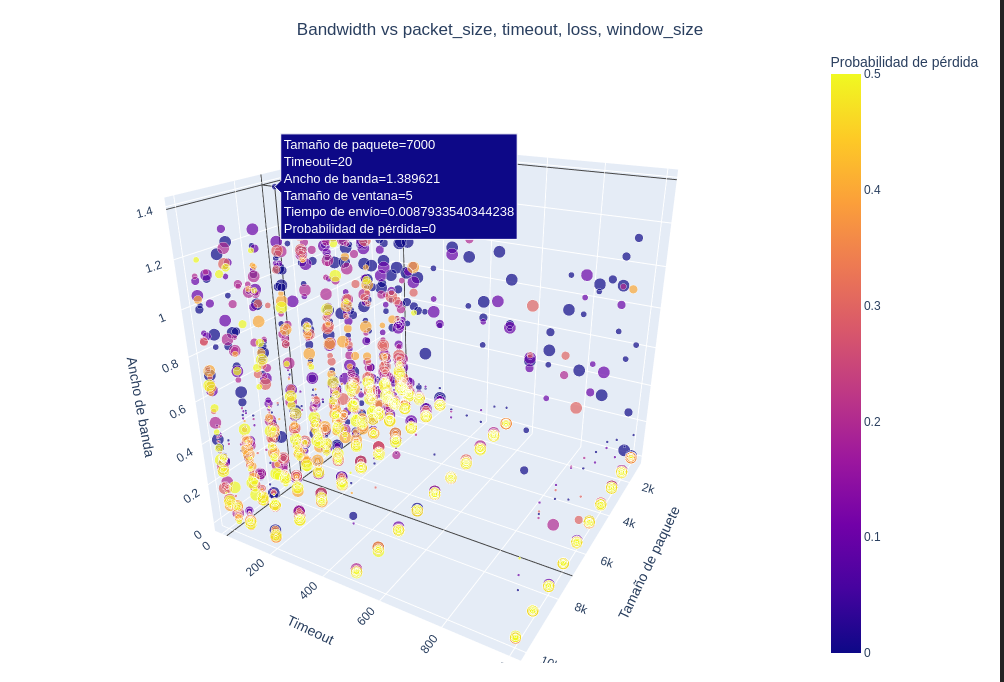 Bandwidth vs packet_size, timeout, loss, window_size
Probabilidad de pérdida
0.5
0.4
0.3
0.2
0.1
0
Tamaño de paquete=7000
Timeout=20
Ancho de banda=1.389621
Tamaño de ventana=5
Tiempo de envío=0.0087933540344238
Probabilidad de pérdida=0
1.4
1.2
1
0.8
0.6
0.4
0.2
0
Ancho de banda
0
200
400
600
800
Timeout
2k
4k
6k
8k
Tamaño de paquete